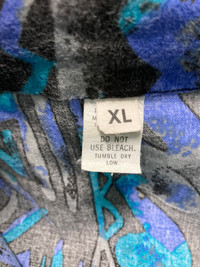 XL
DO NOT
USE BLEACH.
TUMBLE DRY
LOW.